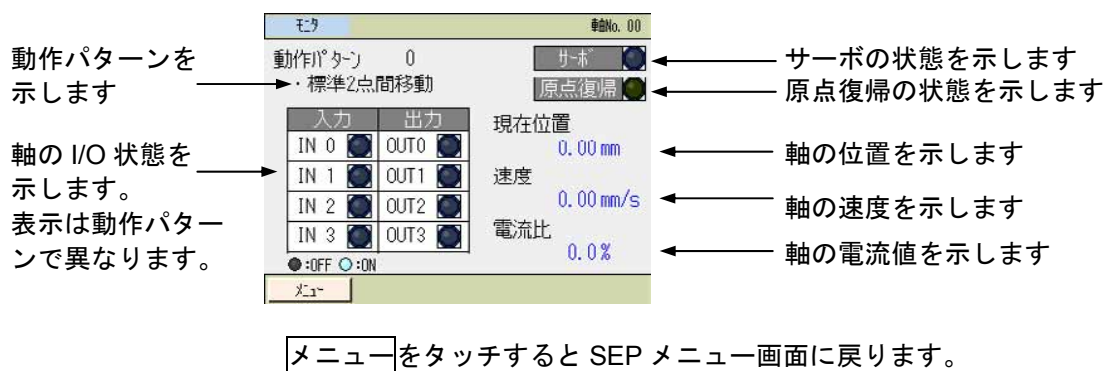 モニタ 軸No. 00
動作パターン 0
・標準2点間移動
サーボ
原点復帰
入力 出力
IN 0 OUT0
IN 1 OUT1
IN 2 OUT2
IN 3 OUT3
●:OFF ○:ON
現在位置
0.00mm
速度
0.00mm/s
電流比
0.0%
メニュー
動作パターンを
示します
軸の I/O 状態を
示します。
表示は動作パター
ンで異なります。
サーボの状態を示します
原点復帰の状態を示します
軸の位置を示します
軸の速度を示します
軸の電流値を示します
メニューをタッチすると SEP メニュー画面に戻ります。